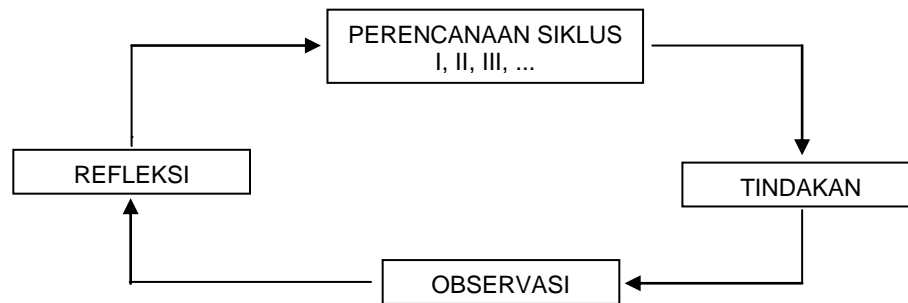 PERENCANAAN SIKLUS
I, II, III, ...
REFLEKSI
TINDAKAN
OBSERVASI